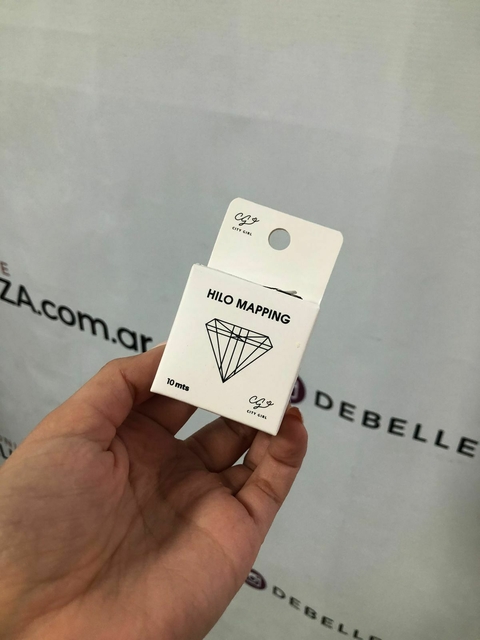 CITY GIRL
HILO MAPPING
10 mts
CITY GIRL
ZA.com.ar
DEBELLE
DEBELLE